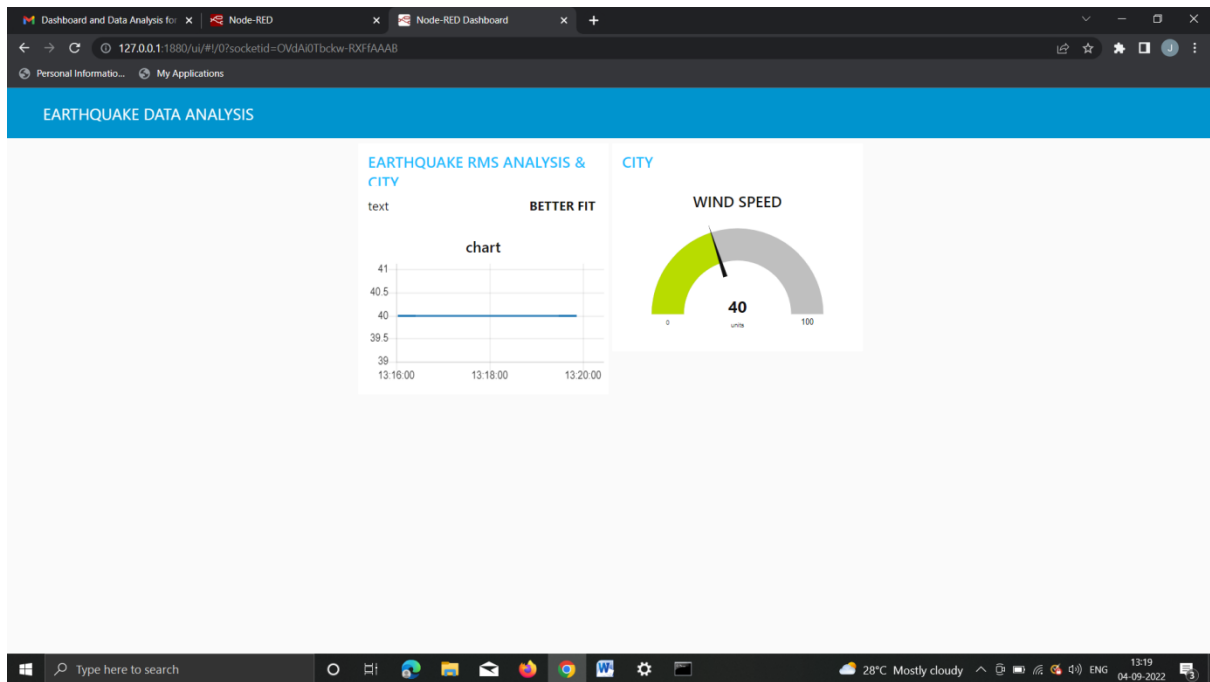 Dashboard and Data Analysis for
Node-RED
Node-RED Dashboard
127.0.0.1:1880/ui/#!/0?socketid=OVdAi0Tbckw-RXFfAAAB
J
Personal Informatio...
My Applications
EARTHQUAKE DATA ANALYSIS
EARTHQUAKE RMS ANALYSIS &
CITY
text
BETTER FIT
chart
41
40.5
40
39.5
39
13:16:00
13:18:00
13:20:00
CITY
WIND SPEED
40
units
0
100
Type here to search
W
28°C Mostly cloudy
ENG
13:19
04-09-2022
3